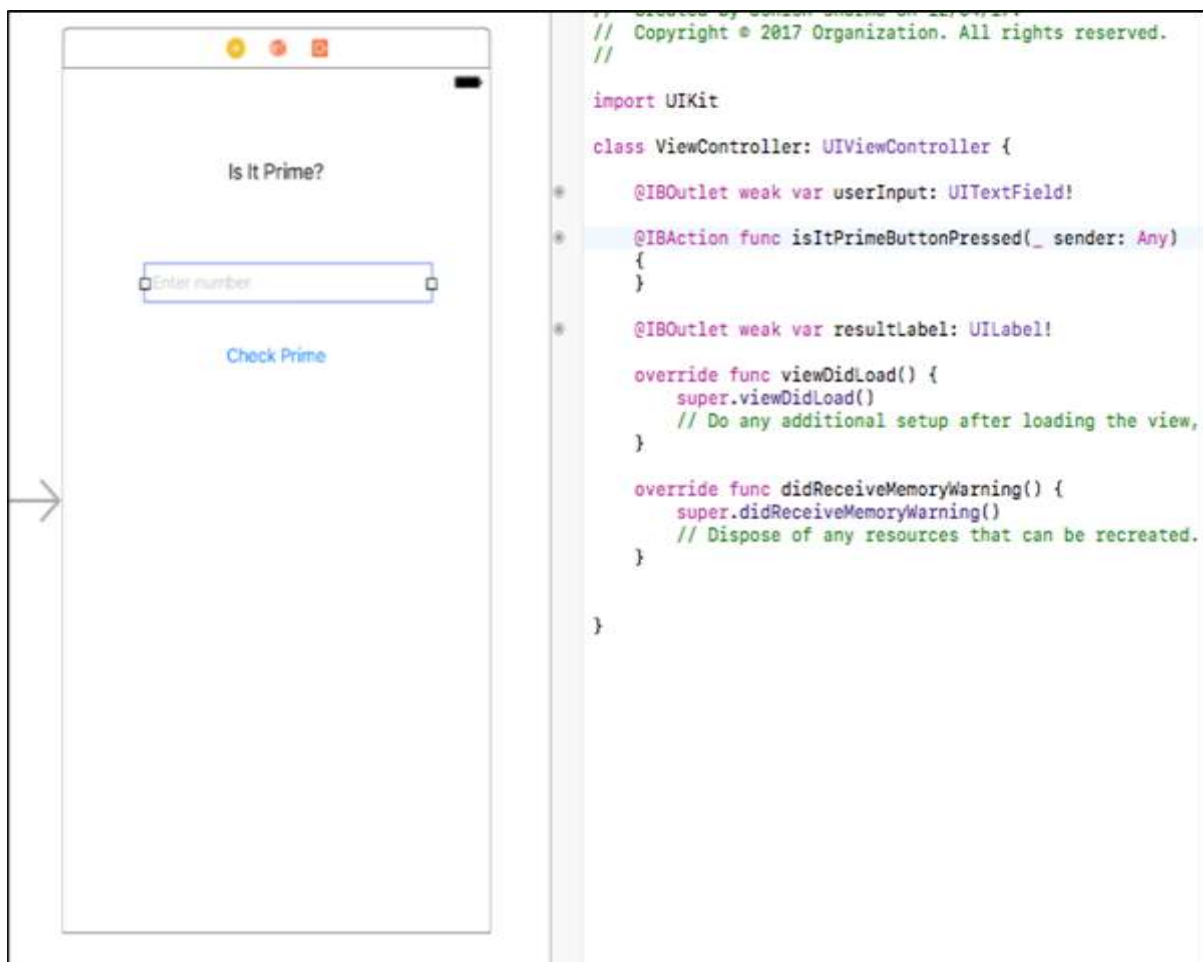 Is It Prime?
Enter number
Check Prime
// Created by
// Copyright © 2017 Organization. All rights reserved.
//
import UIKit
class ViewController: UIViewController {
@IBOutlet weak var userInput: UITextField!
@IBAction func isItPrimeButtonPressed(_ sender: Any)
{
}
@IBOutlet weak var resultLabel: UILabel!
override func viewDidLoad() {
super.viewDidLoad()
// Do any additional setup after loading the view,
}
override func didReceiveMemoryWarning() {
super.didReceiveMemoryWarning()
// Dispose of any resources that can be recreated.
}
}